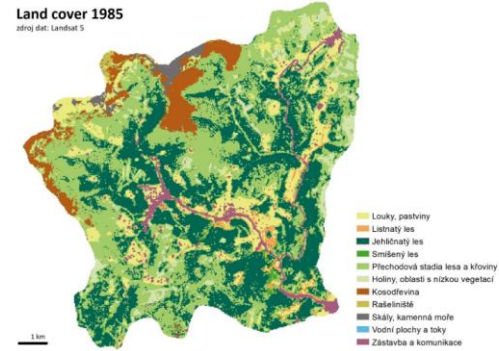 Land cover 1985
zdroj dat: Landsat 5
Louky, pastviny
Listnatý les
Jehličnatý les
Smíšený les
Přechodová stadia lesa a křoviny
Holiny, oblasti s nízkou vegetací
Kosodřevina
Rašeliniště
Skály, kamenná moře
Vodní plochy a toky
Zástavba a komunikace
1 km